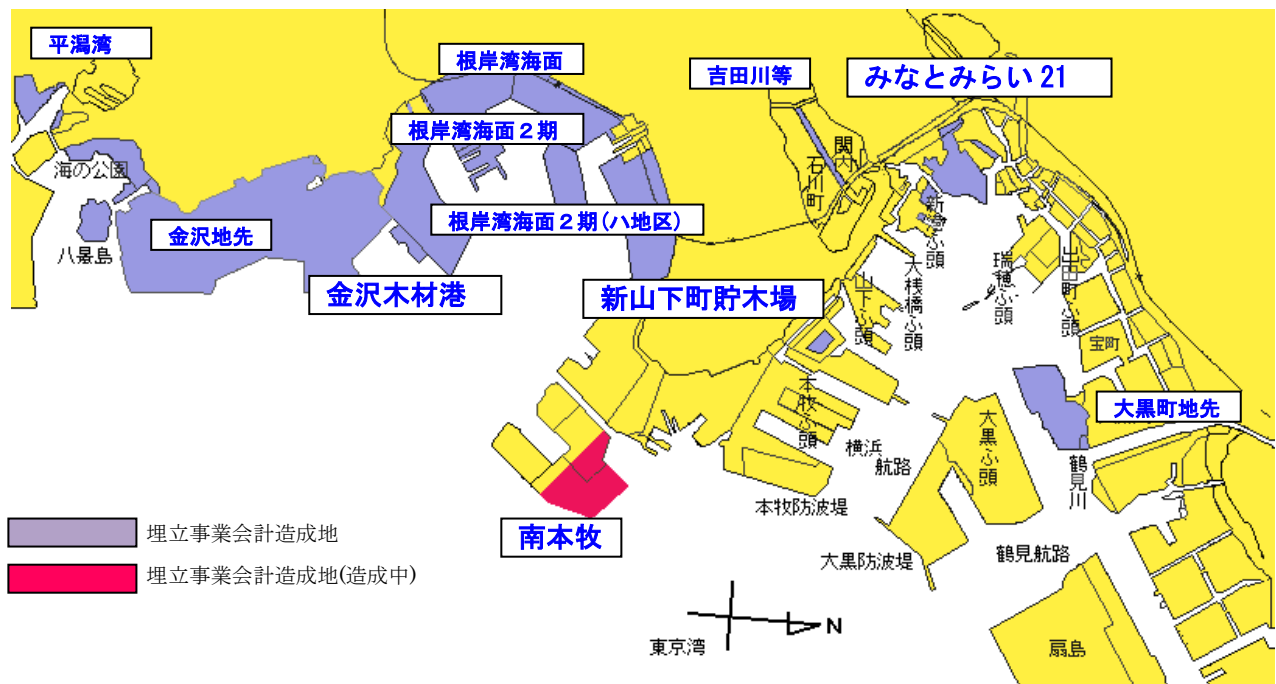 平潟湾
根岸湾海面
吉田川等
みなとみらい 21
根岸湾海面２期
関内
石川町
海の公園
根岸湾海面２期(ハ地区)
金沢地先
八景島
新港ふ頭
瑞穂ふ頭
出田町ふ頭
大桟橋ふ頭
山下ふ頭
金沢木材港
新山下町貯木場
宝町
本牧ふ頭
大黒町地先
大黒ふ頭
横浜
航路
鶴見川
本牧防波堤
南本牧
埋立事業会計造成地
大黒防波堤
鶴見航路
埋立事業会計造成地(造成中)
N
東京湾
扇島